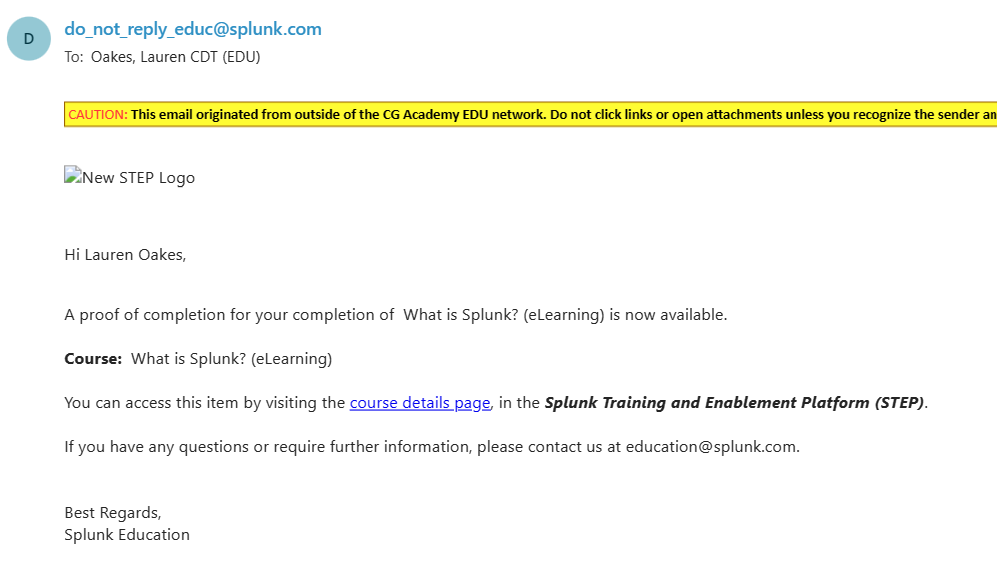 D
do_not_reply_educ@splunk.com
To: Oakes, Lauren CDT (EDU)
CAUTION: This email originated from outside of the CG Academy EDU network. Do not click links or open attachments unless you recognize the sender an
New STEP Logo
Hi Lauren Oakes,
A proof of completion for your completion of  What is Splunk? (eLearning) is now available.
Course:  What is Splunk? (eLearning)
You can access this item by visiting the course details page, in the Splunk Training and Enablement Platform (STEP).
If you have any questions or require further information, please contact us at education@splunk.com.
Best Regards,
Splunk Education